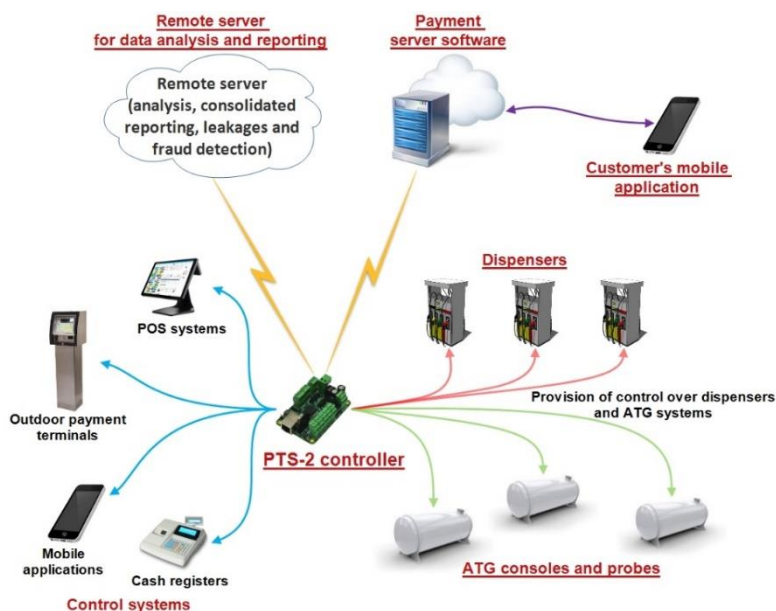 Remote server
for data analysis and reporting
Payment
server software
Remote server
(analysis, consolidated
reporting, leakages and
fraud detection)
Customer's mobile
application
Dispensers
POS systems
Outdoor payment
terminals
Provision of control over dispensers
and ATG systems
PTS-2 controller
Mobile
applications
Cash registers
ATG consoles and probes
Control systems